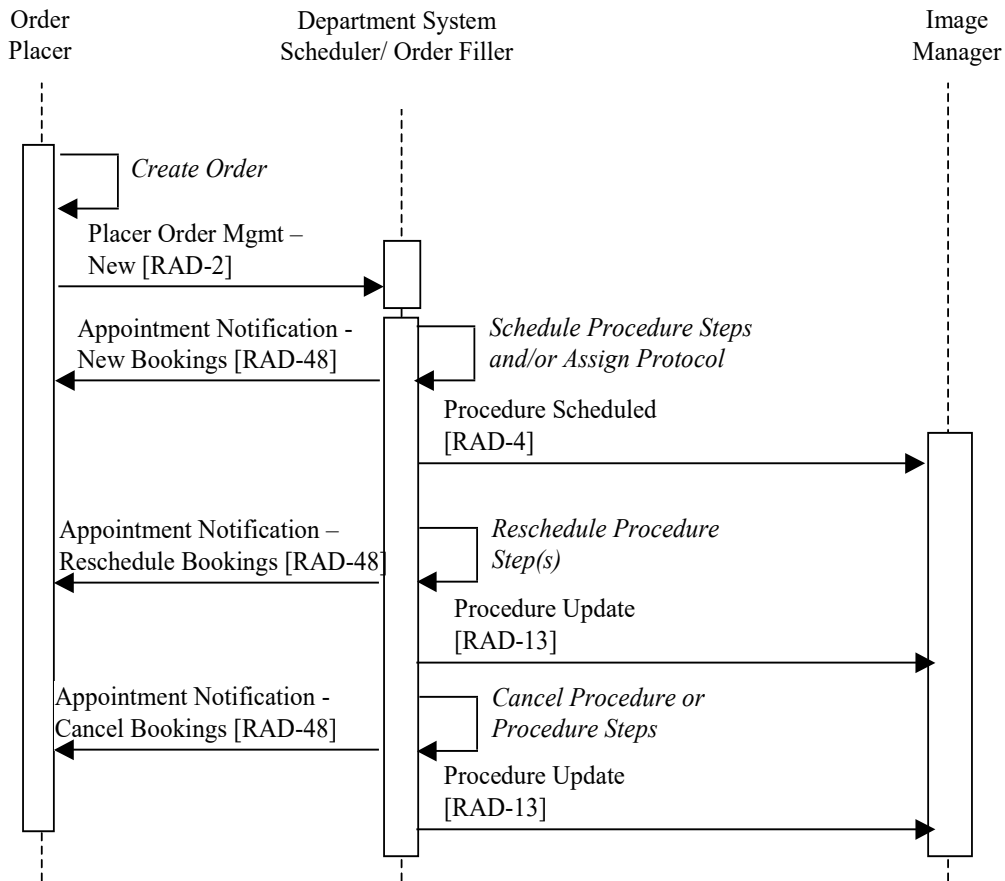 Order
Placer
Department System
Scheduler/ Order Filler
Image
Manager
Create Order
Placer Order Mgmt –
New [RAD-2]
Appointment Notification -
New Bookings [RAD-48]
Schedule Procedure Steps
and/or Assign Protocol
Procedure Scheduled
[RAD-4]
Appointment Notification –
Reschedule Bookings [RAD-48]
Reschedule Procedure
Step(s)
Procedure Update
[RAD-13]
Appointment Notification -
Cancel Bookings [RAD-48]
Cancel Procedure or
Procedure Steps
Procedure Update
[RAD-13]